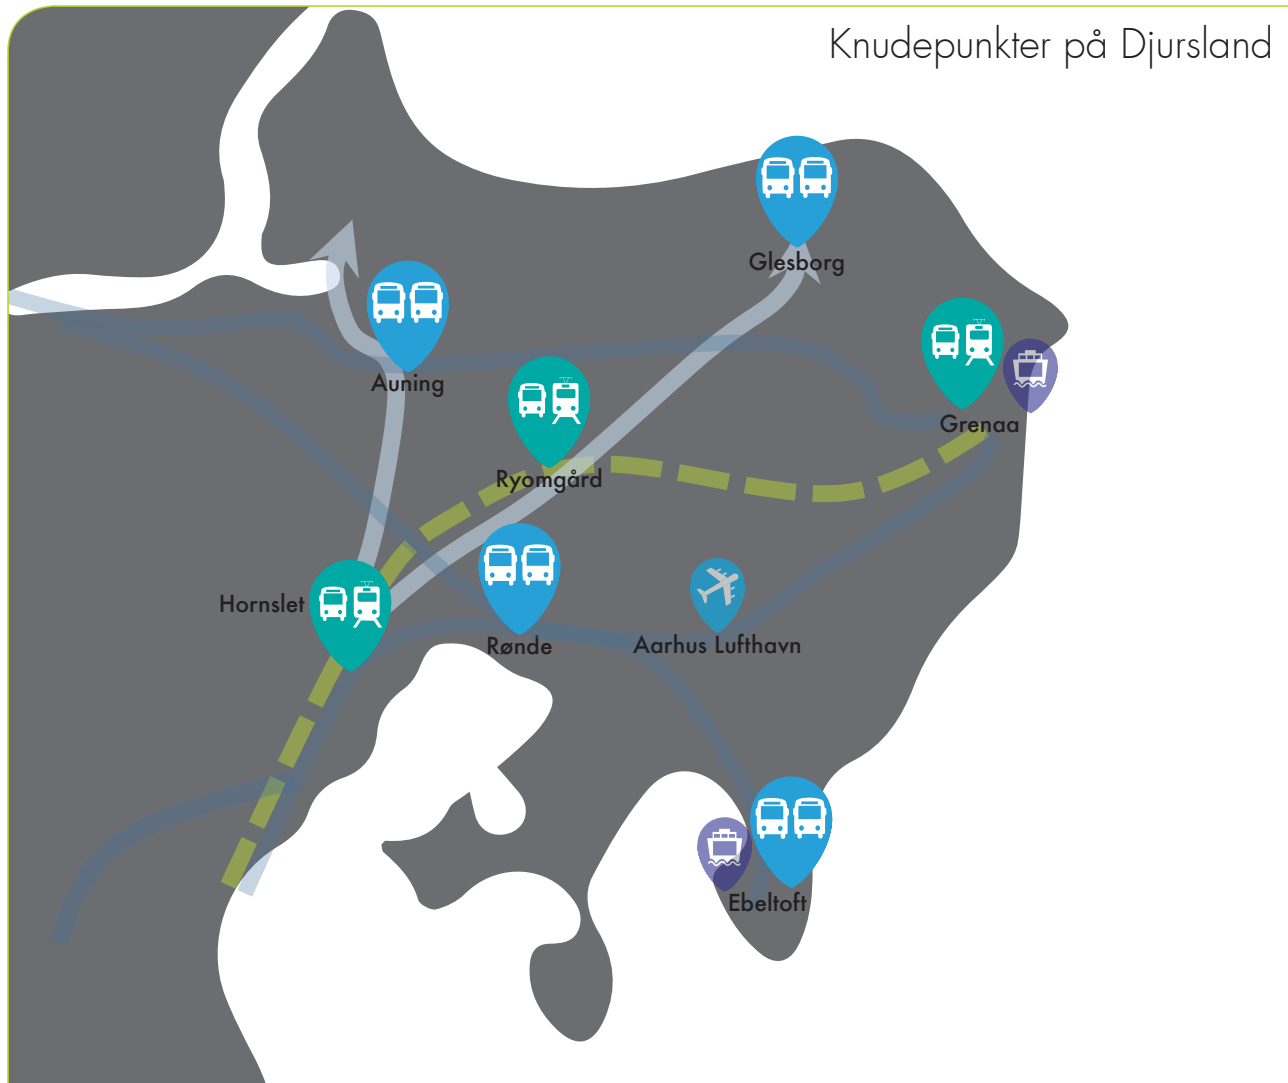 Knudepunkter på Djursland
Glesborg
Auning
Grenaa
Ryomgård
Hornslet
Rønde
Aarhus Lufthavn
Ebeltoft